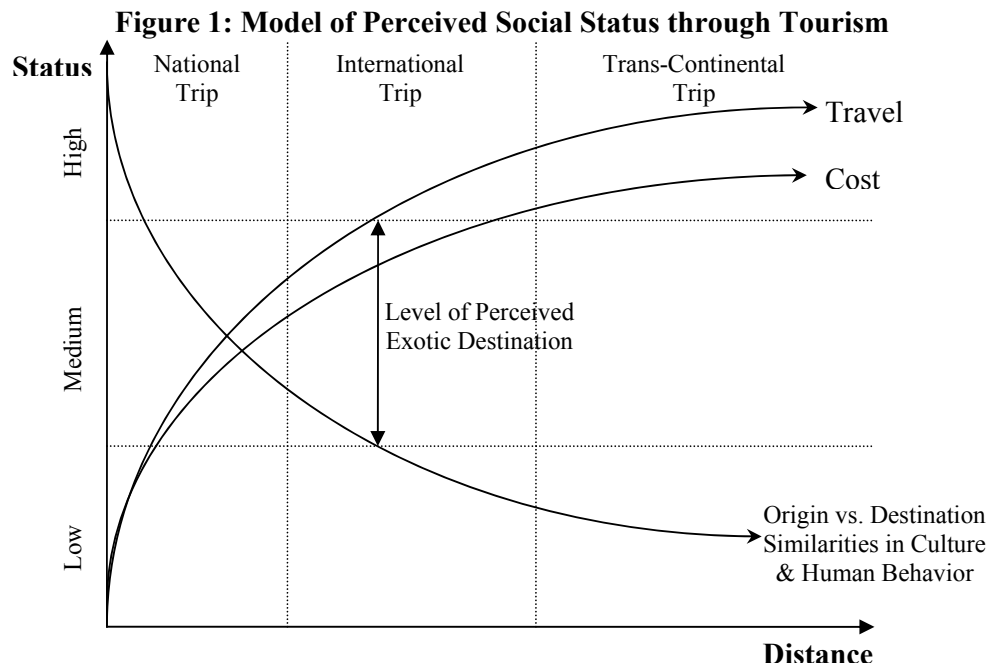 Figure 1: Model of Perceived Social Status through Tourism
Status
National
Trip
International
Trip
Trans-Continental
Trip
Travel
Cost
High
Medium
Low
Level of Perceived
Exotic Destination
Origin vs. Destination
Similarities in Culture
& Human Behavior
Distance